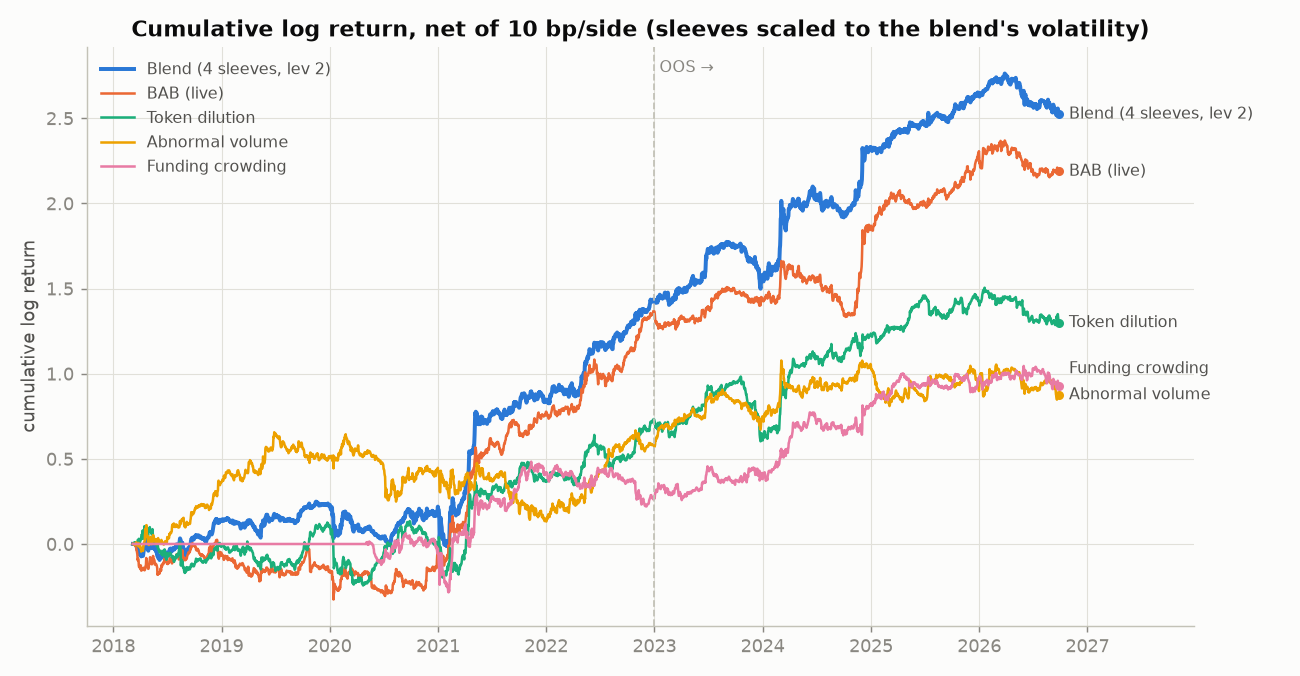 Cumulative log return, net of 10 bp/side (sleeves scaled to the blend's volatility)
Blend (4 sleeves, lev 2)
BAB (live)
Token dilution
Abnormal volume
Funding crowding
OOS →
cumulative log return
2.5
2.0
1.5
1.0
0.5
0.0
Blend (4 sleeves, lev 2)
BAB (live)
Token dilution
Funding crowding
Abnormal volume
2018 2019 2020 2021 2022 2023 2024 2025 2026 2027